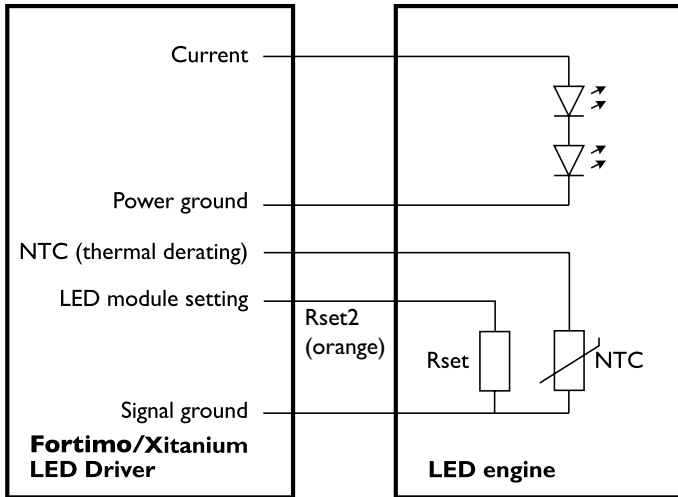 Current
Power ground
NTC (thermal derating)
LED module setting
Rset2
(orange)
Rset
NTC
Signal ground
Fortimo/Xitanium
LED Driver
LED engine